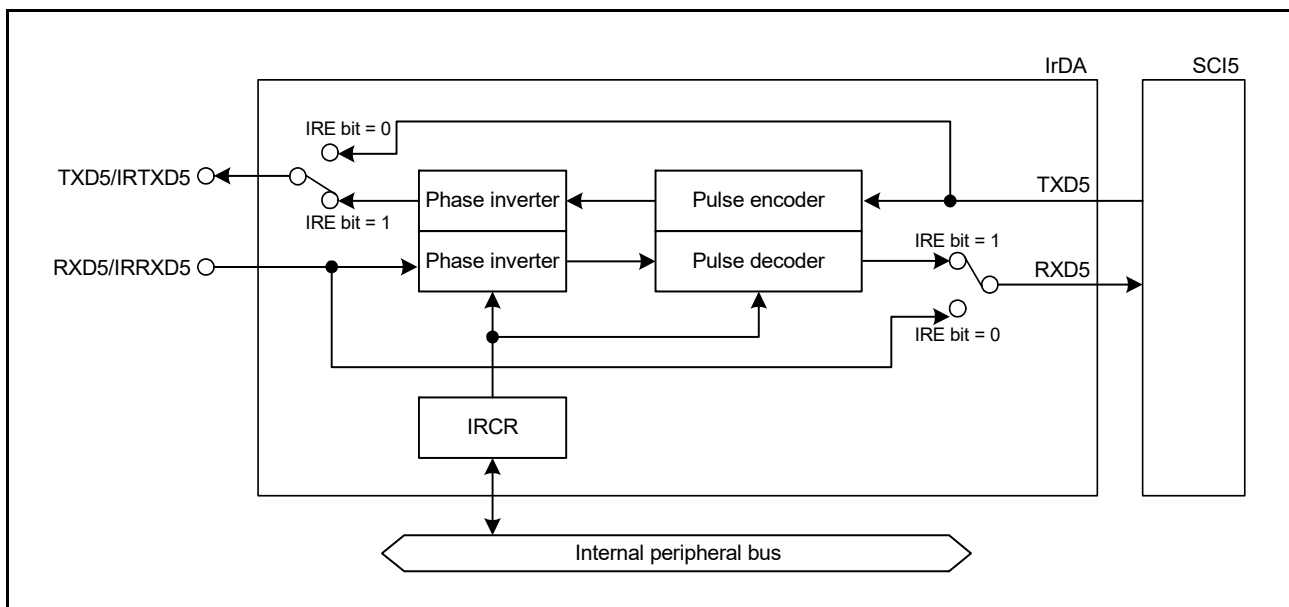 IrDA
SCI5
IRE bit = 0
TXD5/IRTXD5
IRE bit = 1
Phase inverter
Pulse encoder
TXD5
RXD5/IRRXD5
Phase inverter
Pulse decoder
IRE bit = 1
RXD5
IRE bit = 0
IRCR
Internal peripheral bus